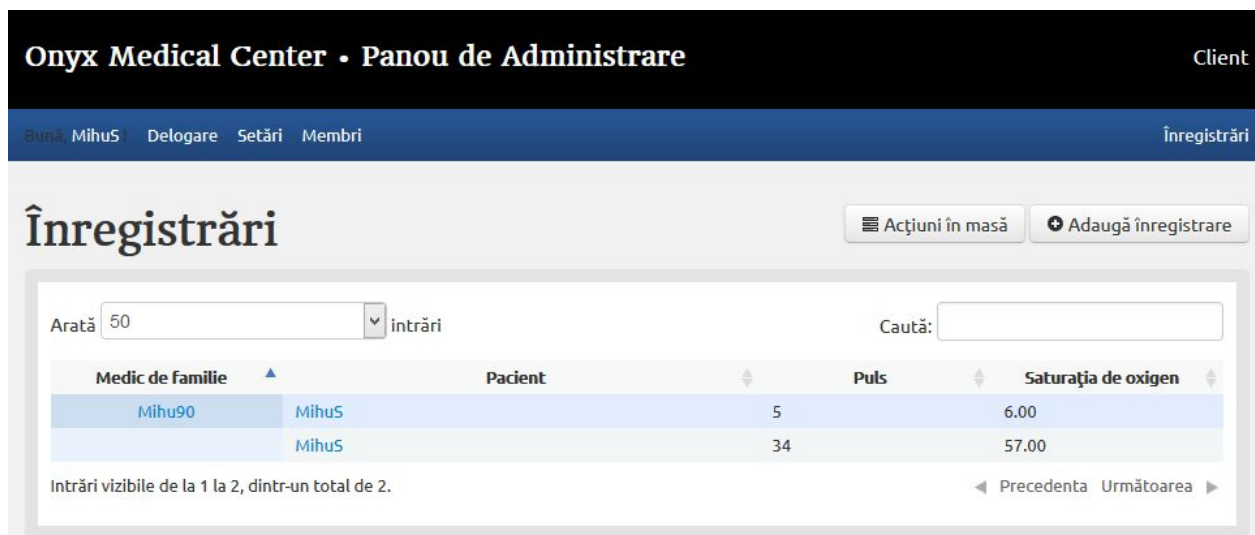 Onyx Medical Center • Panou de Administrare Client
Bună, MihuS! Delogare Setări Membri Înregistrări
Înregistrări Acţiuni în masă Adaugă înregistrare
Arată 50 intrări Caută:
Medic de familie Pacient Puls Saturaţia de oxigen
Mihu90 MihuS 5 6.00
MihuS 34 57.00
Intrări vizibile de la 1 la 2, dintr-un total de 2. Precedenta Următoarea